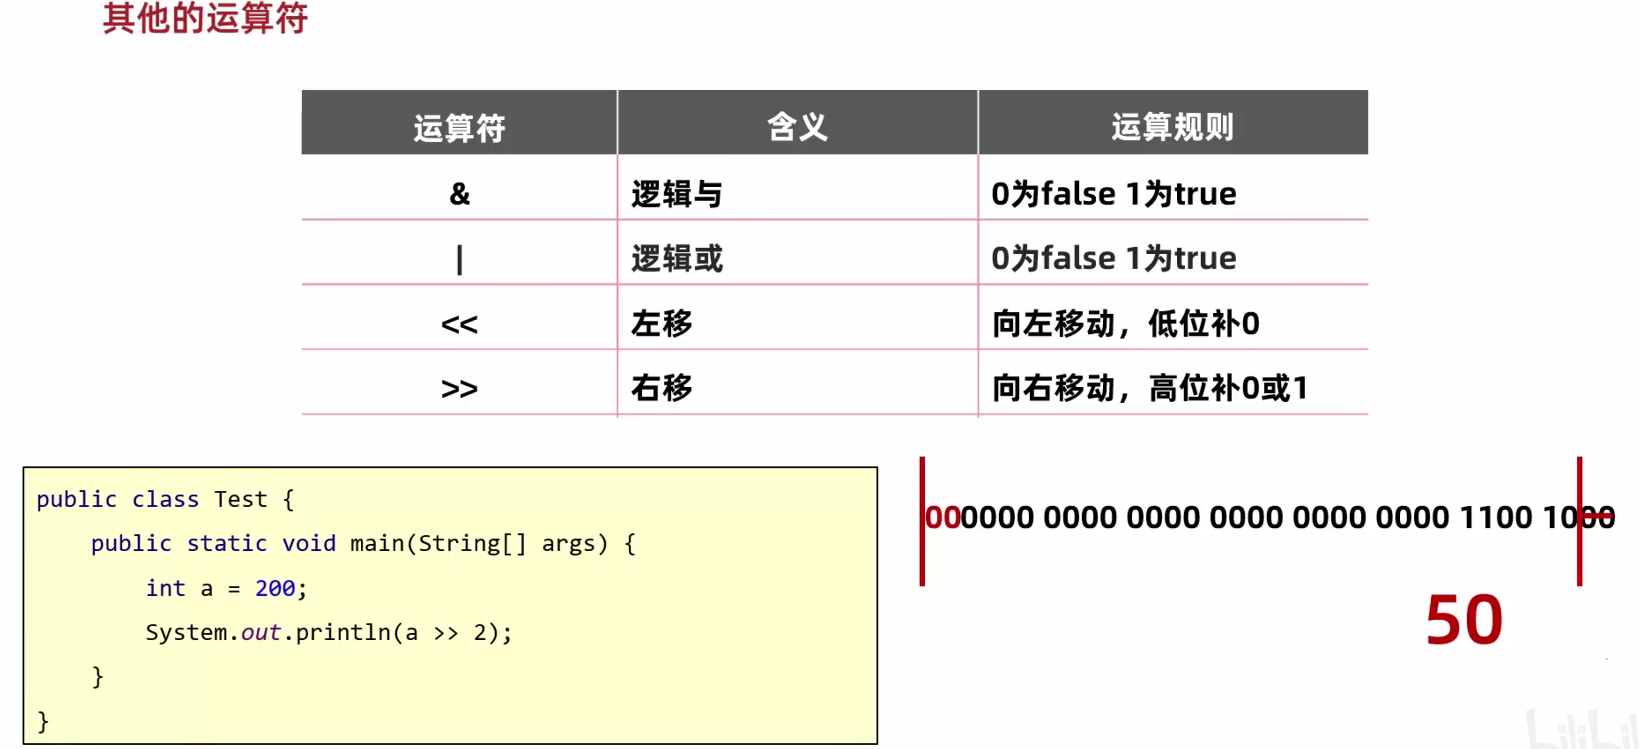 其他的运算符
运算符 含义 运算规则
& 逻辑与 0为false 1为true
| 逻辑或 0为false 1为true
<< 左移 向左移动，低位补0
>> 右移 向右移动，高位补0或1
public class Test {
public static void main(String[] args) {
int a = 200;
System.out.println(a >> 2);
}
}
000000 0000 0000 0000 0000 0000 1100 1000
50
bilibili